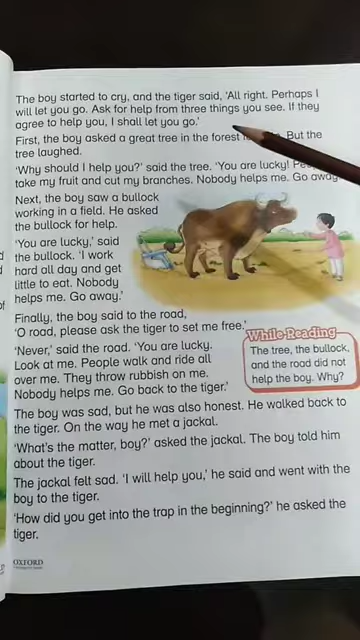 The boy started to cry, and the tiger said, 'All right. Perhaps I
will let you go. Ask for help from three things you see. If they
agree to help you, I shall let you go.'
First, the boy asked a great tree in the forest But the
tree laughed.
'Why should I help you?' said the tree. 'You are lucky!
take my fruit and cut my branches. Nobody helps me. Go away
Next, the boy saw a bullock
working in a field. He asked
the bullock for help.
'You are lucky,' said
the bullock. 'I work
hard all day and get
little to eat. Nobody
helps me. Go away.'
Finally, the boy said to the road,
'O road, please ask the tiger to set me free.'
'Never,' said the road. 'You are lucky.
Look at me. People walk and ride all
over me. They throw rubbish on me.
Nobody helps me. Go back to the tiger.'
While-Reading
The tree, the bullock,
and the road did not
help the boy. Why?
The boy was sad, but he was also honest. He walked back to
the tiger. On the way he met a jackal.
'What's the matter, boy?' asked the jackal. The boy told him
about the tiger.
The jackal felt sad. 'I will help you,' he said and went with the
boy to the tiger.
'How did you get into the trap in the beginning?' he asked the
tiger.
OXFORD